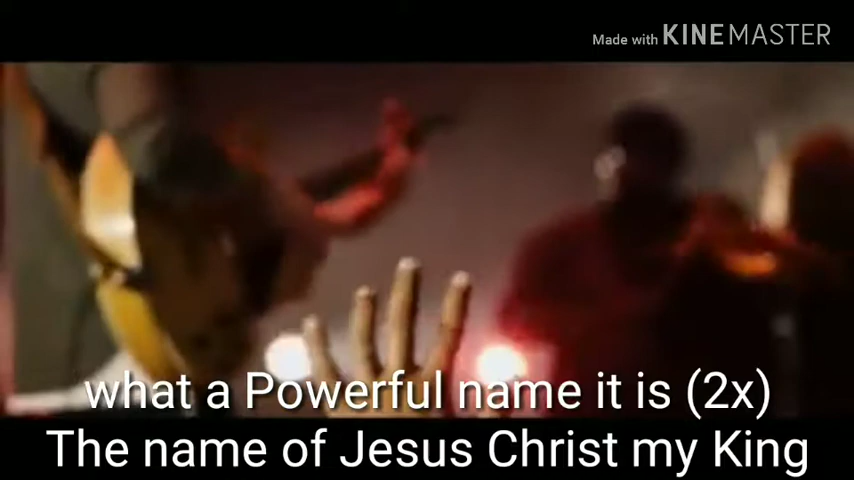 Made with KINEMASTER
what a Powerful name it is (2x)
The name of Jesus Christ my King